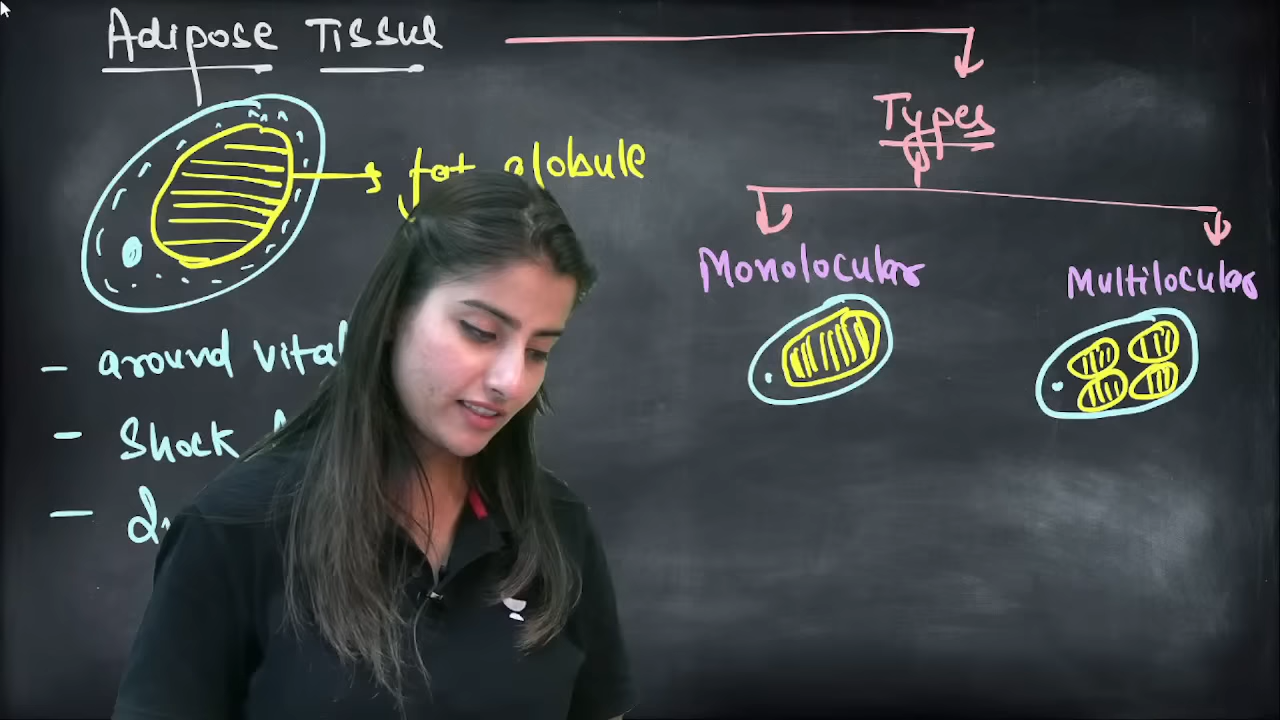 Adipose Tissue
Types
fat globule
Monolocular
Multilocular
- around vital
- Shock
-